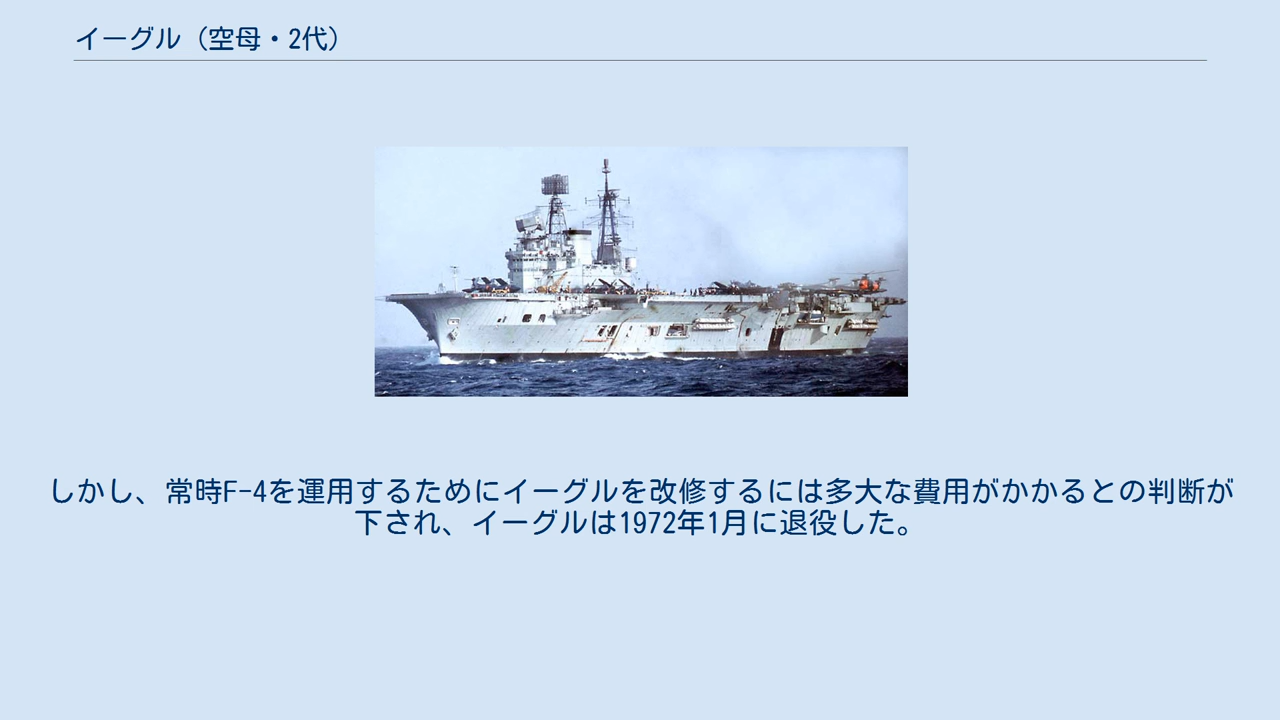 イーグル（空母・2代）
しかし、常時F-4を運用するためにイーグルを改修するには多大な費用がかかるとの判断が
下され、イーグルは1972年1月に退役した。